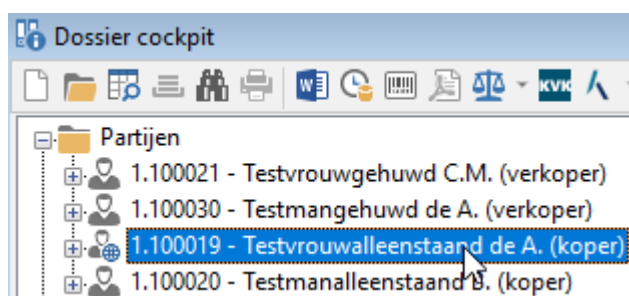 Dossier cockpit
W KVK
Partijen
1.100021 - Testvrouwgehuwd C.M. (verkoper)
1.100030 - Testmangehuwd de A. (verkoper)
1.100019 - Testvrouwalleenstaand de A. (koper)
1.100020 - Testmanalleenstaand B. (koper)